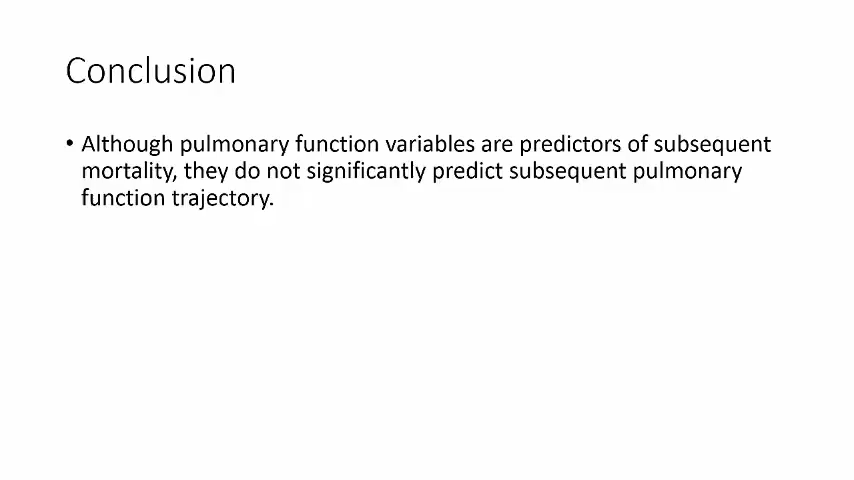 Conclusion
• Although pulmonary function variables are predictors of subsequent
mortality, they do not significantly predict subsequent pulmonary
function trajectory.